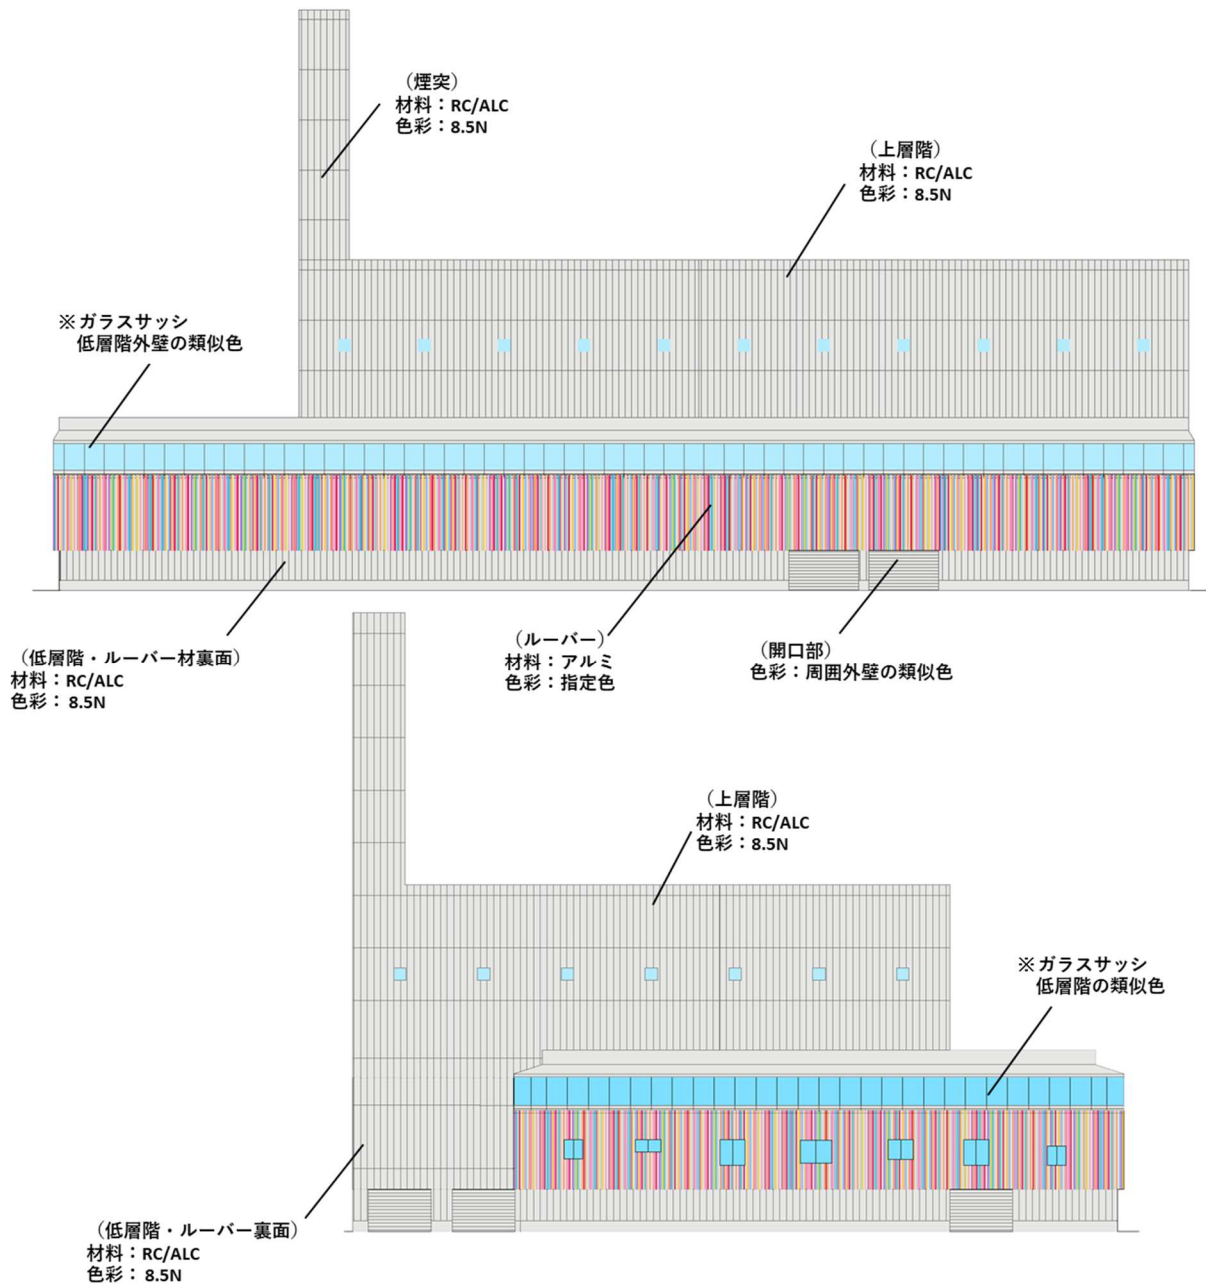 （煙突）
材料：RC/ALC
色彩：8.5N
（上層階）
材料：RC/ALC
色彩：8.5N
※ガラスサッシ
低層階外壁の類似色
（低層階・ルーバー材裏面）
材料：RC/ALC
色彩： 8.5N
（ルーバー）
材料：アルミ
色彩：指定色
（開口部）
色彩：周囲外壁の類似色
（上層階）
材料：RC/ALC
色彩：8.5N
※ガラスサッシ
低層階の類似色
（低層階・ルーバー裏面）
材料：RC/ALC
色彩： 8.5N